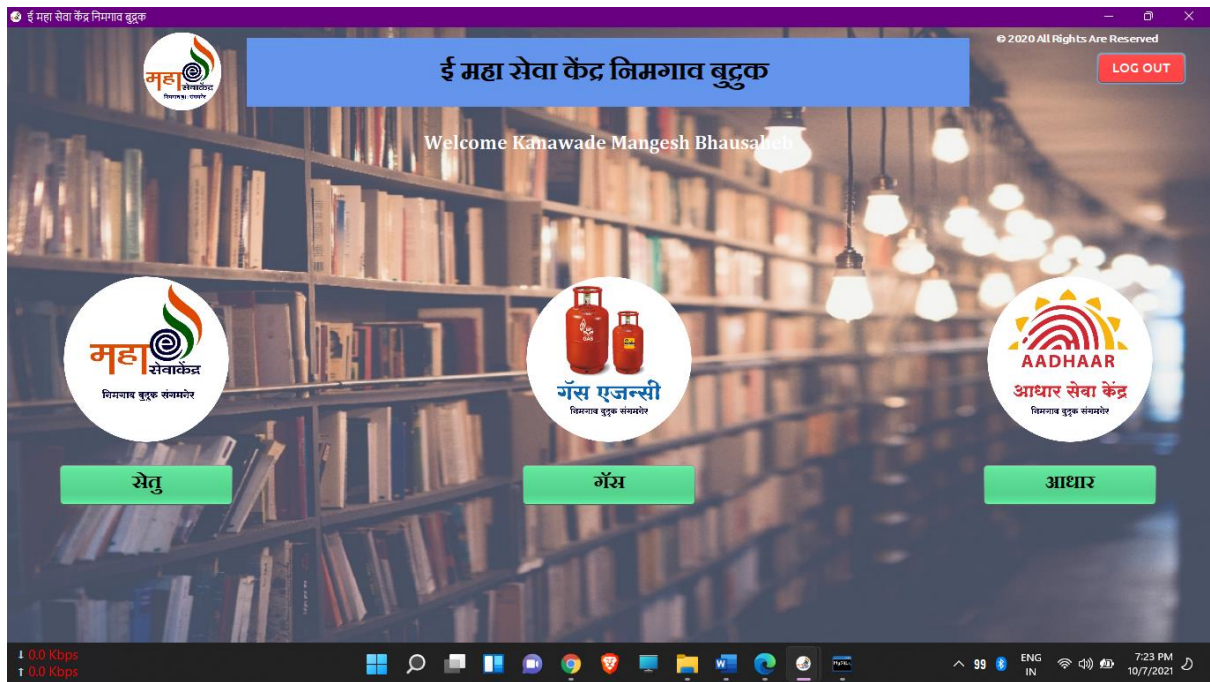 ई महा सेवा केंद्र निमगाव बुद्रुक
© 2020 All Rights Are Reserved
महा
सेवाकेंद्र
ई महा सेवा केंद्र निमगाव बुद्रुक
LOG OUT
Welcome Kanawade Mangesh Bhausaheb
महा
सेवाकेंद्र
निमगाव बुद्रुक संगमनेर
GAS
गॅस एजन्सी
निमगाव बुद्रुक संगमनेर
AADHAAR
आधार सेवा केंद्र
निमगाव बुद्रुक संगमनेर
सेतु
गॅस
आधार
↓ 0.0 Kbps
↑ 0.0 Kbps
99
ENG
IN
7:23 PM
10/7/2021